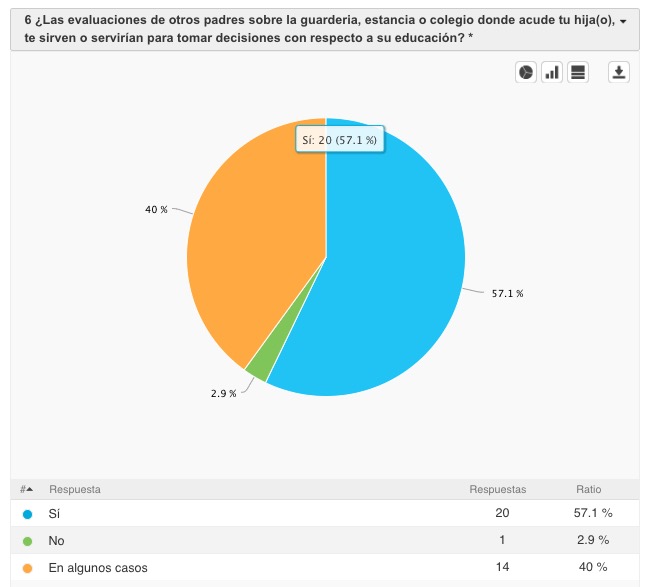 6 ¿Las evaluaciones de otros padres sobre la guarderia, estancia o colegio donde acude tu hija(o),
te sirven o servirían para tomar decisiones con respecto a su educación? *
Sí: 20 (57.1 %)
40 %
57.1 %
2.9 %
# Respuesta Respuestas Ratio
Sí 20 57.1 %
No 1 2.9 %
En algunos casos 14 40 %